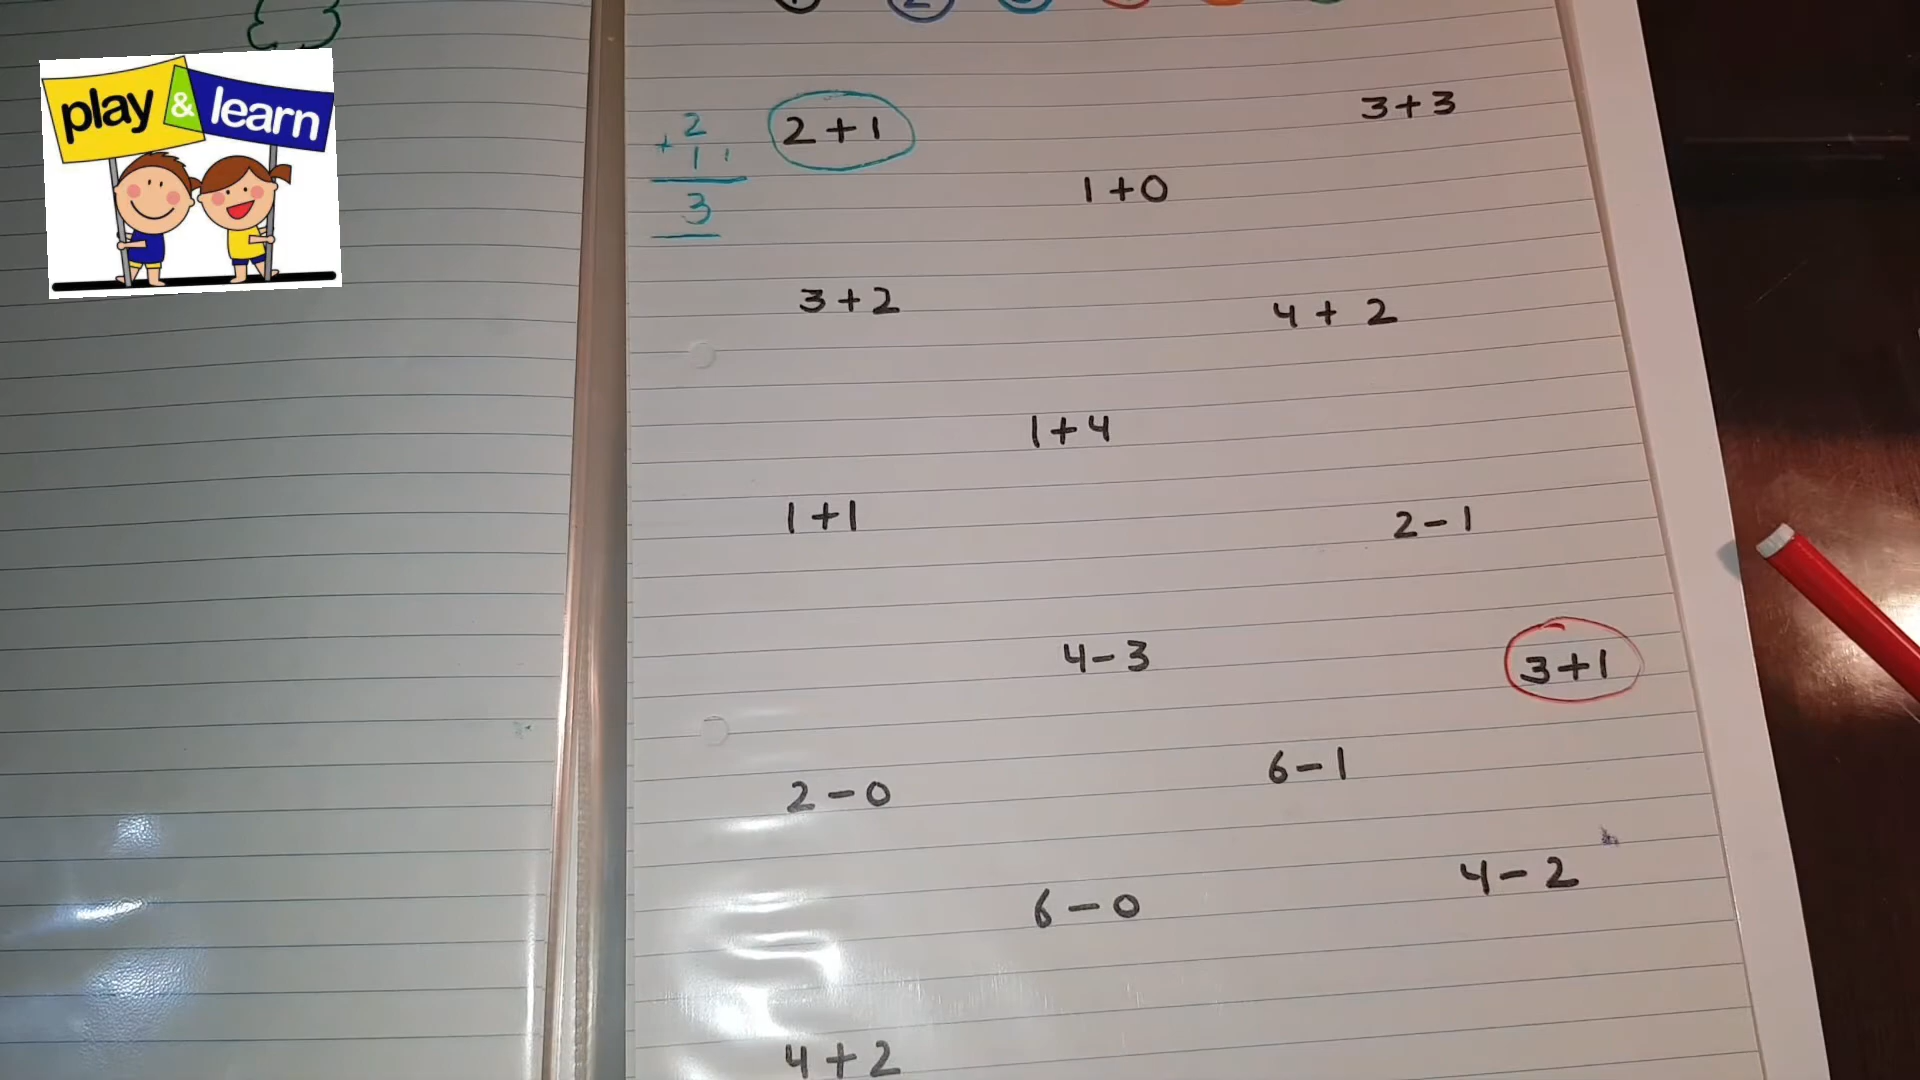 play & learn
2 + 1
3 + 3
2
+ 1 1
3
1 + 0
3 + 2
4 + 2
1 + 4
1 + 1
2 - 1
4 - 3
3 + 1
6 - 1
2 - 0
4 - 2
6 - 0
4 + 2